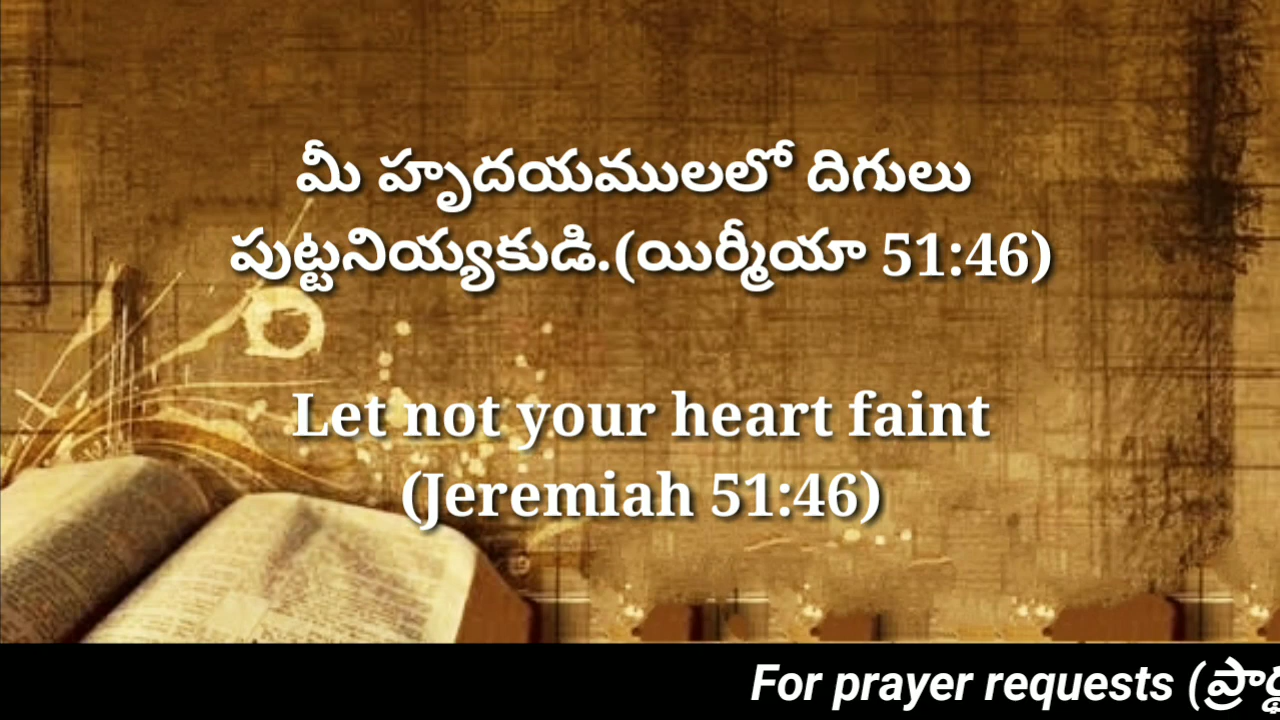 మీ హృదయములలో దిగులు
పుట్టనియ్యకుడి.(యిర్మీయా 51:46)
Let not your heart faint
(Jeremiah 51:46)
For prayer requests